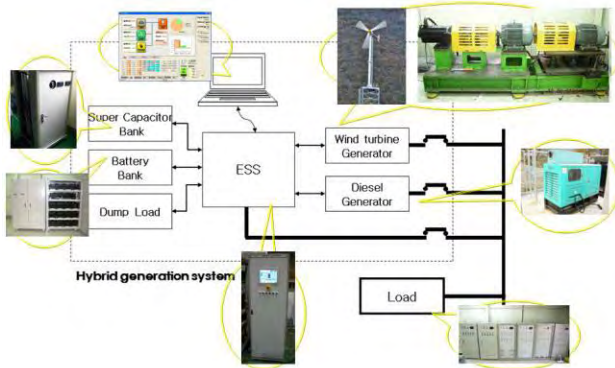 Super Capacitor
Bank
Battery
Bank
Dump Load
ESS
Wind turbine
Generator
Diesel
Generator
Hybrid generation system
Load